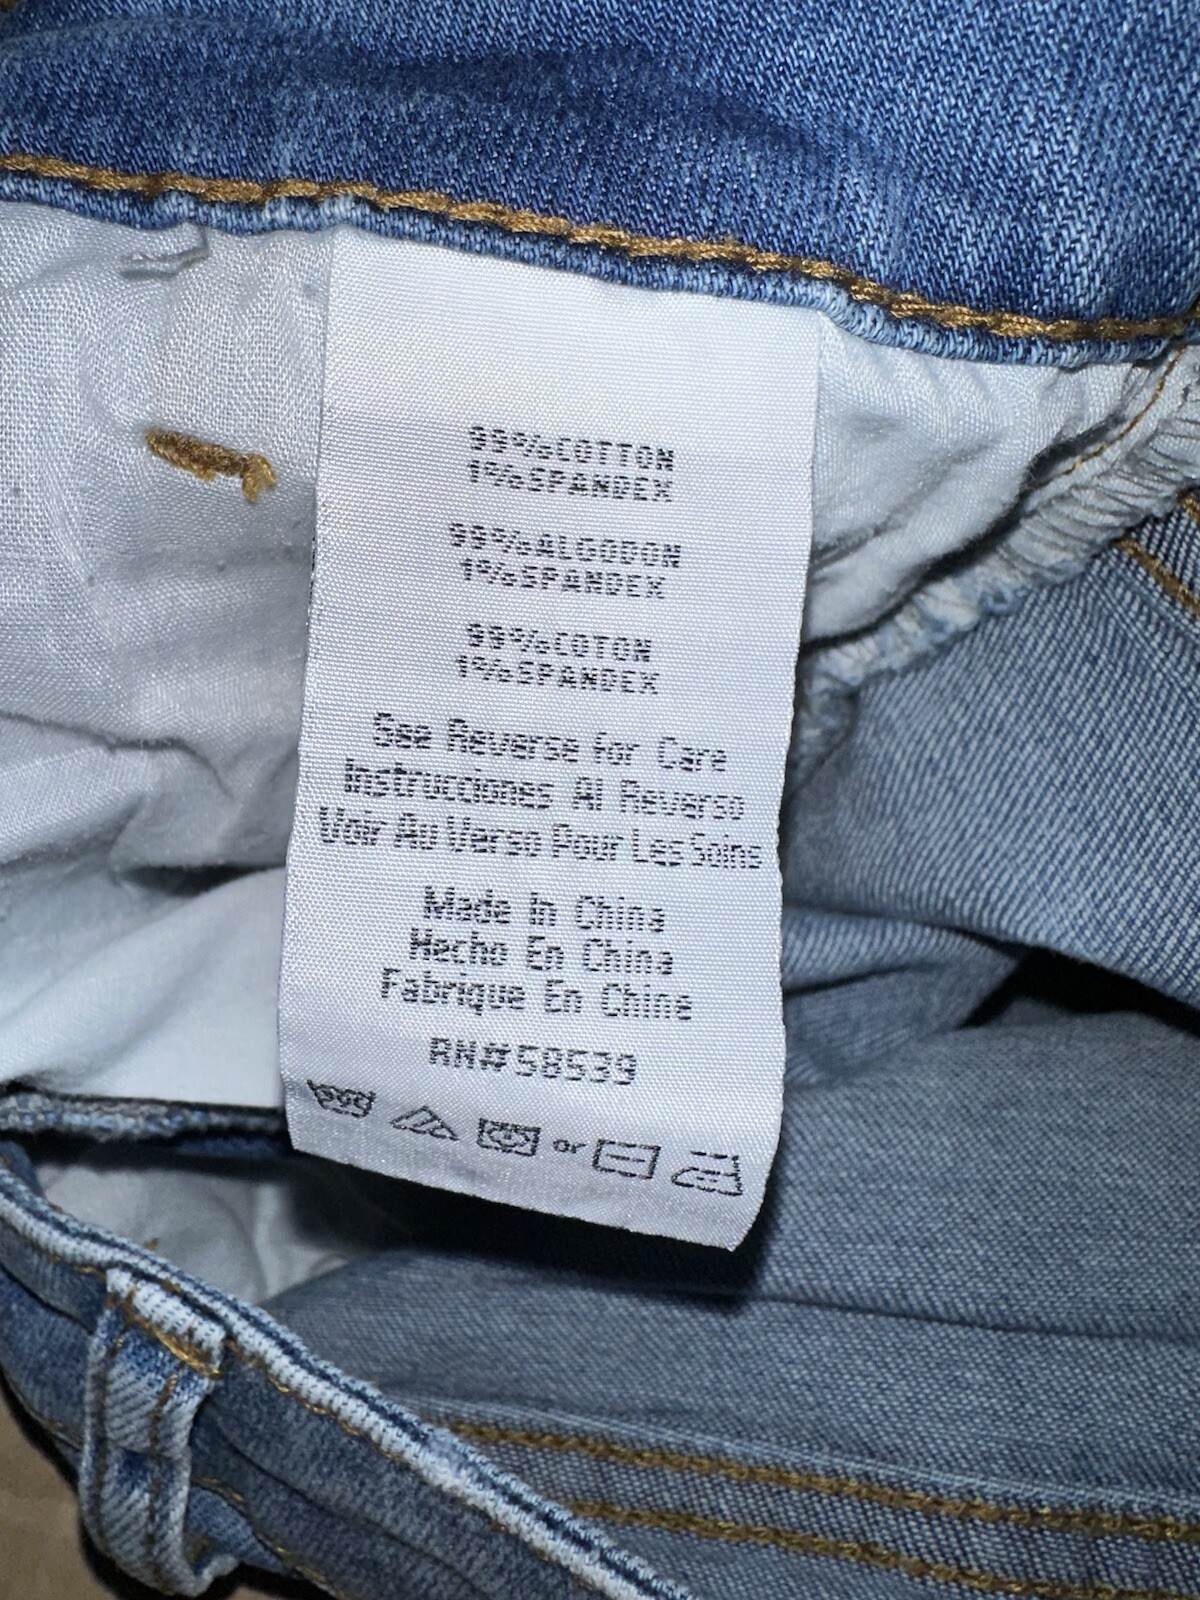 99%COTTON
1%SPANDEX
99%ALGODON
1%SPANDEX
99%COTON
1%SPANDEX
See Reverse for Care
Instrucciones Al Reverso
Voir Au Verso Pour Les Soins
Made In China
Hecho En China
Fabrique En Chine
RN#58539
or